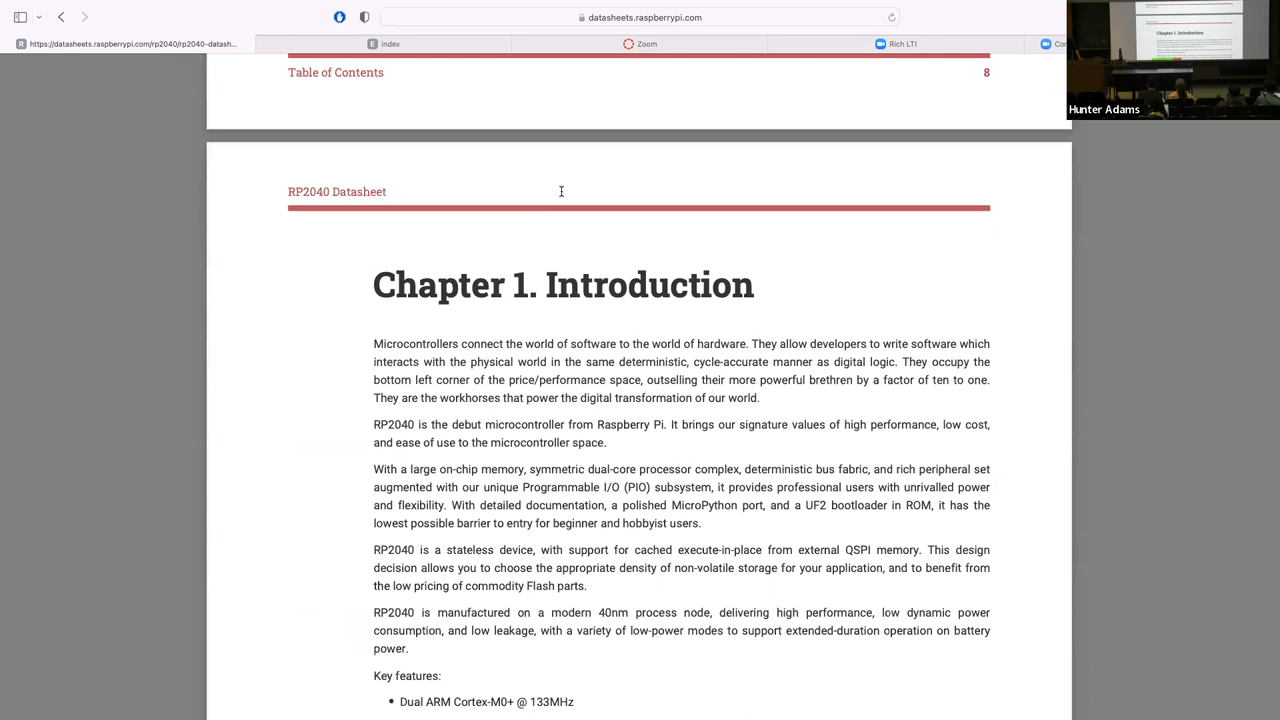 datasheets.raspberrypi.com
https://datasheets.raspberrypi.com/rp2040/rp2040-datash...
Index
Zoom
Rich LTI
Table of Contents
8
Chapter 1. Introduction
Hunter Adams
RP2040 Datasheet
Chapter 1. Introduction
Microcontrollers connect the world of software to the world of hardware. They allow developers to write software which
interacts with the physical world in the same deterministic, cycle-accurate manner as digital logic. They occupy the
bottom left corner of the price/performance space, outselling their more powerful brethren by a factor of ten to one.
They are the workhorses that power the digital transformation of our world.
RP2040 is the debut microcontroller from Raspberry Pi. It brings our signature values of high performance, low cost,
and ease of use to the microcontroller space.
With a large on-chip memory, symmetric dual-core processor complex, deterministic bus fabric, and rich peripheral set
augmented with our unique Programmable I/O (PIO) subsystem, it provides professional users with unrivalled power
and flexibility. With detailed documentation, a polished MicroPython port, and a UF2 bootloader in ROM, it has the
lowest possible barrier to entry for beginner and hobbyist users.
RP2040 is a stateless device, with support for cached execute-in-place from external QSPI memory. This design
decision allows you to choose the appropriate density of non-volatile storage for your application, and to benefit from
the low pricing of commodity Flash parts.
RP2040 is manufactured on a modern 40nm process node, delivering high performance, low dynamic power
consumption, and low leakage, with a variety of low-power modes to support extended-duration operation on battery
power.
Key features:
• Dual ARM Cortex-M0+ @ 133MHz